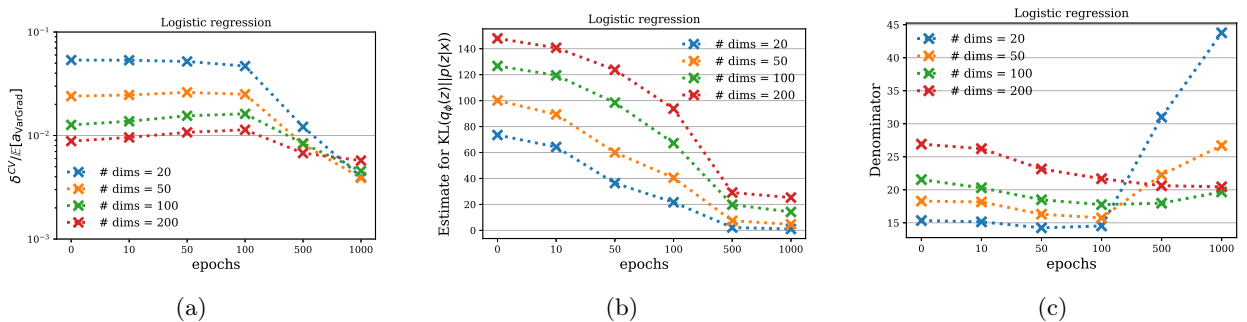 Logistic regression
10⁻¹
10⁻²
10⁻³
δ^CV/𝔼[a_VarGrad]
# dims = 20
# dims = 50
# dims = 100
# dims = 200
0 10 50 100 500 1000
epochs
(a)
Logistic regression
140
120
100
80
60
40
20
0
Estimate for KL(q_ϕ(z)||p(z|x))
# dims = 20
# dims = 50
# dims = 100
# dims = 200
0 10 50 100 500 1000
epochs
(b)
Logistic regression
45
40
35
30
25
20
15
Denominator
# dims = 20
# dims = 50
# dims = 100
# dims = 200
0 10 50 100 500 1000
epochs
(c)